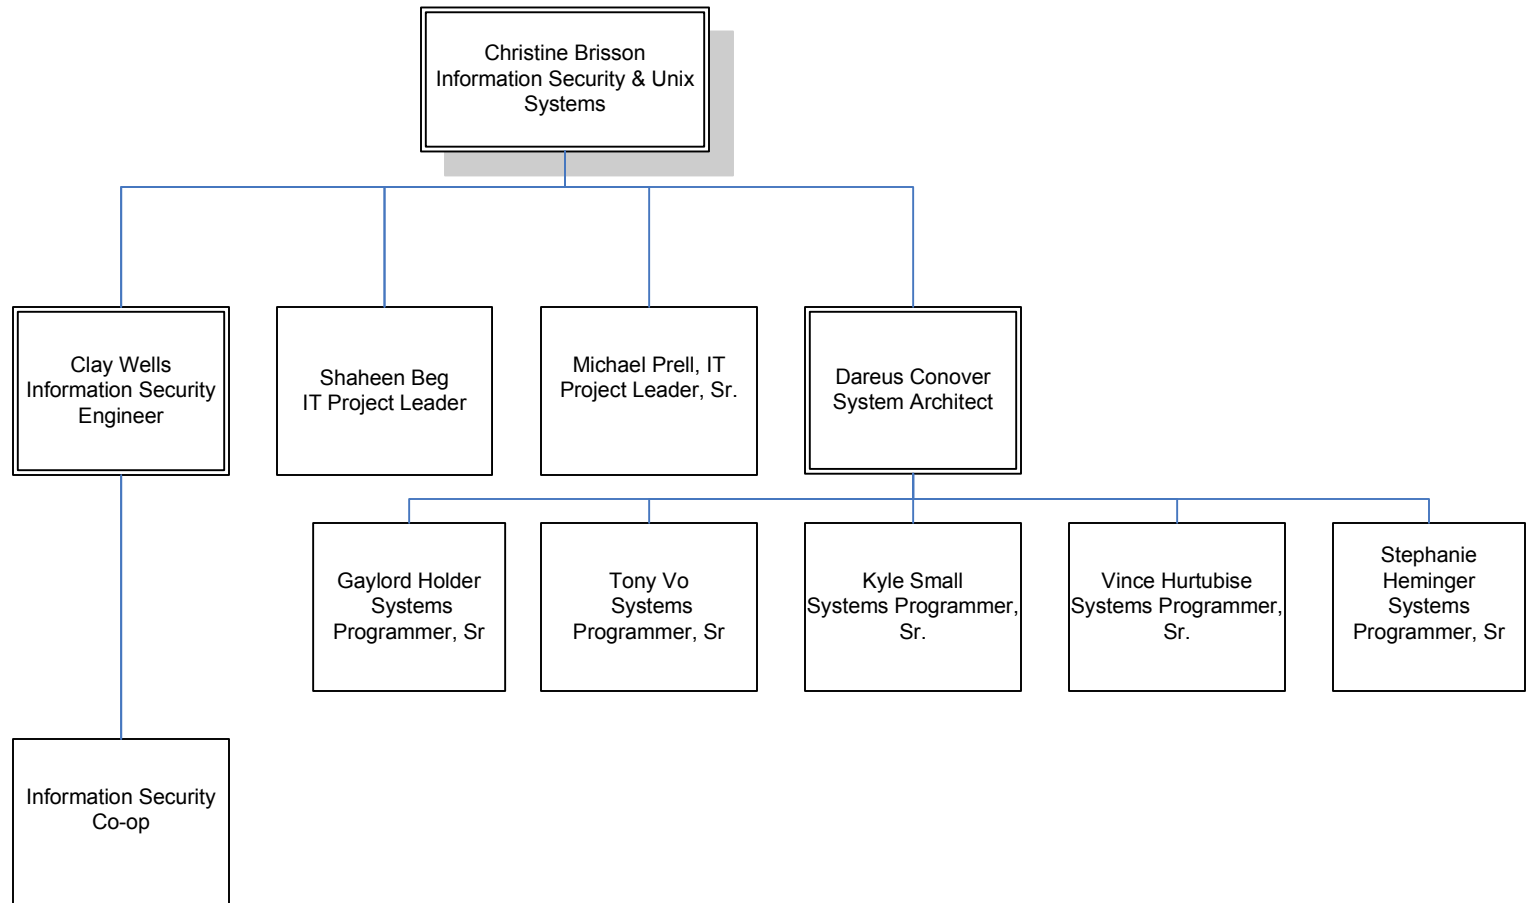 Christine Brisson
Information Security & Unix
Systems
Clay Wells
Information Security
Engineer
Shaheen Beg
IT Project Leader
Michael Prell, IT
Project Leader, Sr.
Dareus Conover
System Architect
Gaylord Holder
Systems
Programmer, Sr
Tony Vo
Systems
Programmer, Sr
Kyle Small
Systems Programmer,
Sr.
Vince Hurtubise
Systems Programmer,
Sr.
Stephanie
Heminger
Systems
Programmer, Sr
Information Security
Co-op